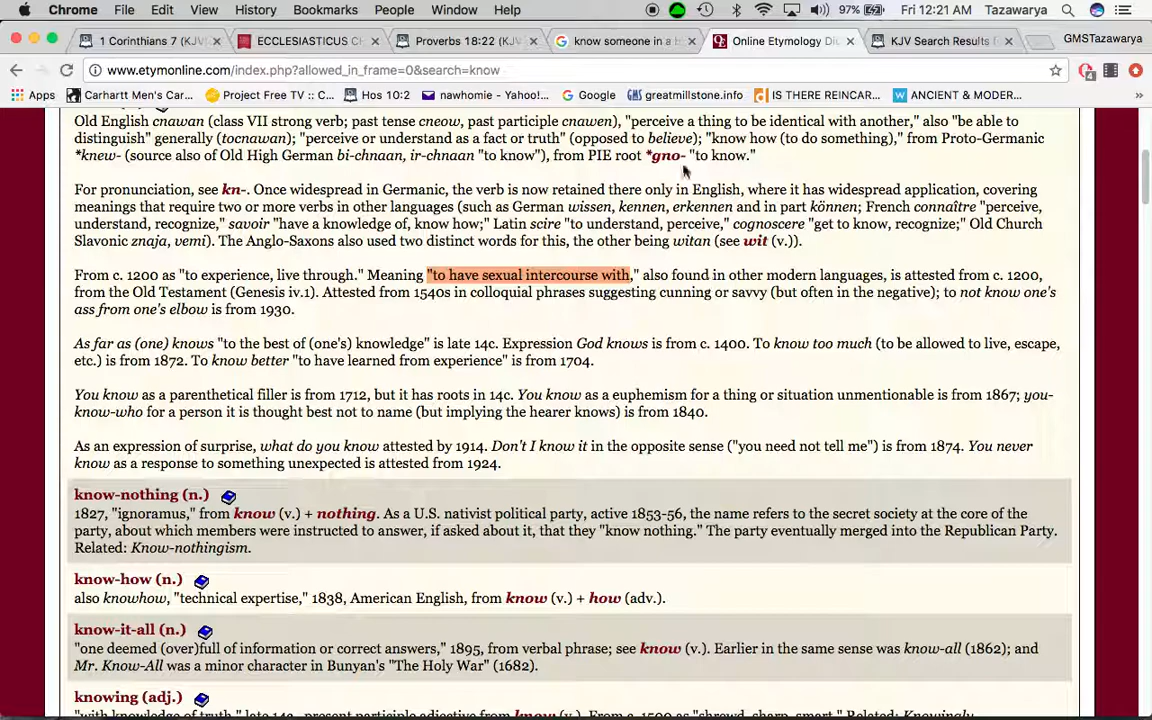 Chrome File Edit View History Bookmarks People Window Help 97% Fri 12:21 AM Tazawarya
1 Corinthians 7 (KJV ECCLESIASTICUS CH Proverbs 18:22 (KJV know someone in a b Online Etymology Dic KJV Search Results f GMSTazawarya
www.etymonline.com/index.php?allowed_in_frame=0&search=know
Apps Carhartt Men's Car... Project Free TV :: C... Hos 10:2 nawhomie - Yahoo!... Google greatmillstone.info IS THERE REINCAR... ANCIENT & MODER...
Old English cnawan (class VII strong verb; past tense cneow, past participle cnawen), "perceive a thing to be identical with another," also "be able to
distinguish" generally (tocnawan); "perceive or understand as a fact or truth" (opposed to believe); "know how (to do something)," from Proto-Germanic
*knew- (source also of Old High German bi-chnaan, ir-chnaan "to know"), from PIE root *gno- "to know."
For pronunciation, see kn-. Once widespread in Germanic, the verb is now retained there only in English, where it has widespread application, covering
meanings that require two or more verbs in other languages (such as German wissen, kennen, erkennen and in part können; French connaître "perceive,
understand, recognize," savoir "have a knowledge of, know how;" Latin scire "to understand, perceive," cognoscere "get to know, recognize;" Old Church
Slavonic znaja, vemi). The Anglo-Saxons also used two distinct words for this, the other being witan (see wit (v.)).
From c. 1200 as "to experience, live through." Meaning "to have sexual intercourse with," also found in other modern languages, is attested from c. 1200,
from the Old Testament (Genesis iv.1). Attested from 1540s in colloquial phrases suggesting cunning or savvy (but often in the negative); to not know one's
ass from one's elbow is from 1930.
As far as (one) knows "to the best of (one's) knowledge" is late 14c. Expression God knows is from c. 1400. To know too much (to be allowed to live, escape,
etc.) is from 1872. To know better "to have learned from experience" is from 1704.
You know as a parenthetical filler is from 1712, but it has roots in 14c. You know as a euphemism for a thing or situation unmentionable is from 1867; you-
know-who for a person it is thought best not to name (but implying the hearer knows) is from 1840.
As an expression of surprise, what do you know attested by 1914. Don't I know it in the opposite sense ("you need not tell me") is from 1874. You never
know as a response to something unexpected is attested from 1924.
know-nothing (n.)
1827, "ignoramus," from know (v.) + nothing. As a U.S. nativist political party, active 1853-56, the name refers to the secret society at the core of the
party, about which members were instructed to answer, if asked about it, that they "know nothing." The party eventually merged into the Republican Party.
Related: Know-nothingism.
know-how (n.)
also knowhow, "technical expertise," 1838, American English, from know (v.) + how (adv.).
know-it-all (n.)
"one deemed (over)full of information or correct answers," 1895, from verbal phrase; see know (v.). Earlier in the same sense was know-all (1862); and
Mr. Know-All was a minor character in Bunyan's "The Holy War" (1682).
knowing (adj.)
"with knowledge of truth," late 14c., present participle adjective from know (v.). From c. 1500 as "shrewd, sharp, smart." Related: Knowingly.